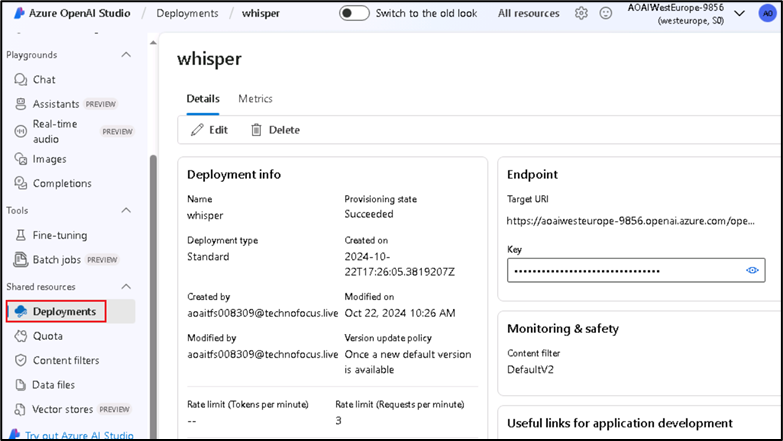 Azure OpenAI Studio / Deployments / whisper
Switch to the old look
All resources
AOAIWestEurope-9856
(westeurope, S0)
AO
Playgrounds
Chat
Assistants PREVIEW
Real-time
audio
PREVIEW
Images
Completions
Tools
Fine-tuning
Batch jobs PREVIEW
Shared resources
Deployments
Quota
Content filters
Data files
Vector stores PREVIEW
Try out Azure AI Studio
whisper
Details Metrics
Edit Delete
Deployment info
Name
whisper
Provisioning state
Succeeded
Deployment type
Standard
Created on
2024-10-
22T17:26:05.3819207Z
Created by
aoaitfs008309@technofocus.live
Modified on
Oct 22, 2024 10:26 AM
Modified by
aoaitfs008309@technofocus.live
Version update policy
Once a new default version
is available
Rate limit (Tokens per minute)
--
Rate limit (Requests per minute)
3
Endpoint
Target URI
https://aoaiwesteurope-9856.openai.azure.com/ope...
Key
••••••••••••••••••••••••••••••••
Monitoring & safety
Content filter
DefaultV2
Useful links for application development